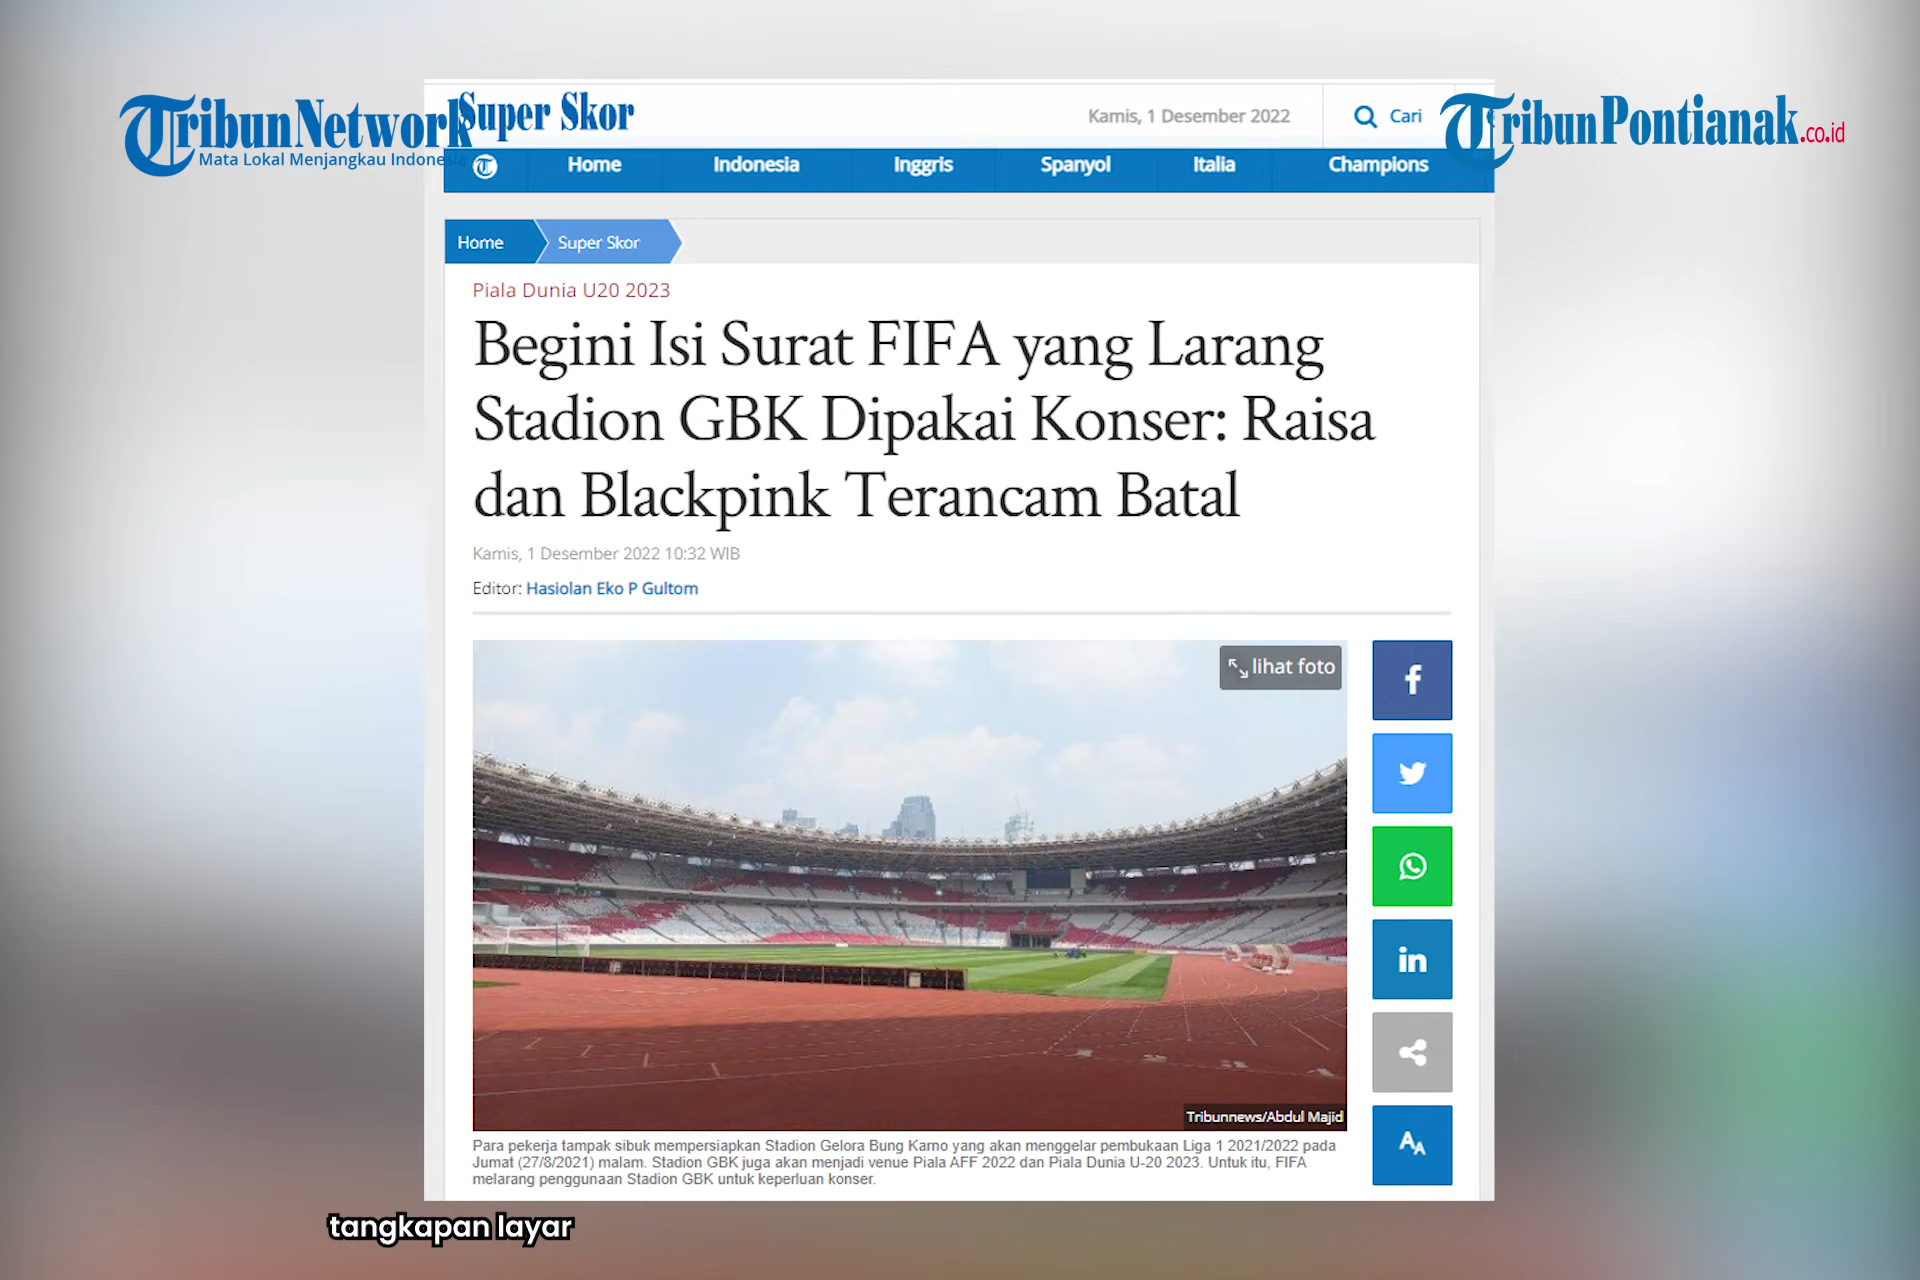 TribunNetwork
Mata Lokal Menjangkau Indonesia
Super Skor
Kamis, 1 Desember 2022
Cari
TribunPontianak.co.id
Home
Indonesia
Inggris
Spanyol
Italia
Champions
Home
Super Skor
Piala Dunia U20 2023
Begini Isi Surat FIFA yang Larang
Stadion GBK Dipakai Konser: Raisa
dan Blackpink Terancam Batal
Kamis, 1 Desember 2022 10:32 WIB
Editor: Hasiolan Eko P Gultom
lihat foto
Tribunnews/Abdul Majid
Para pekerja tampak sibuk mempersiapkan Stadion Gelora Bung Karno yang akan menggelar pembukaan Liga 1 2021/2022 pada
Jumat (27/8/2021) malam. Stadion GBK juga akan menjadi venue Piala AFF 2022 dan Piala Dunia U-20 2023. Untuk itu, FIFA
melarang penggunaan Stadion GBK untuk keperluan konser.
tangkapan layar